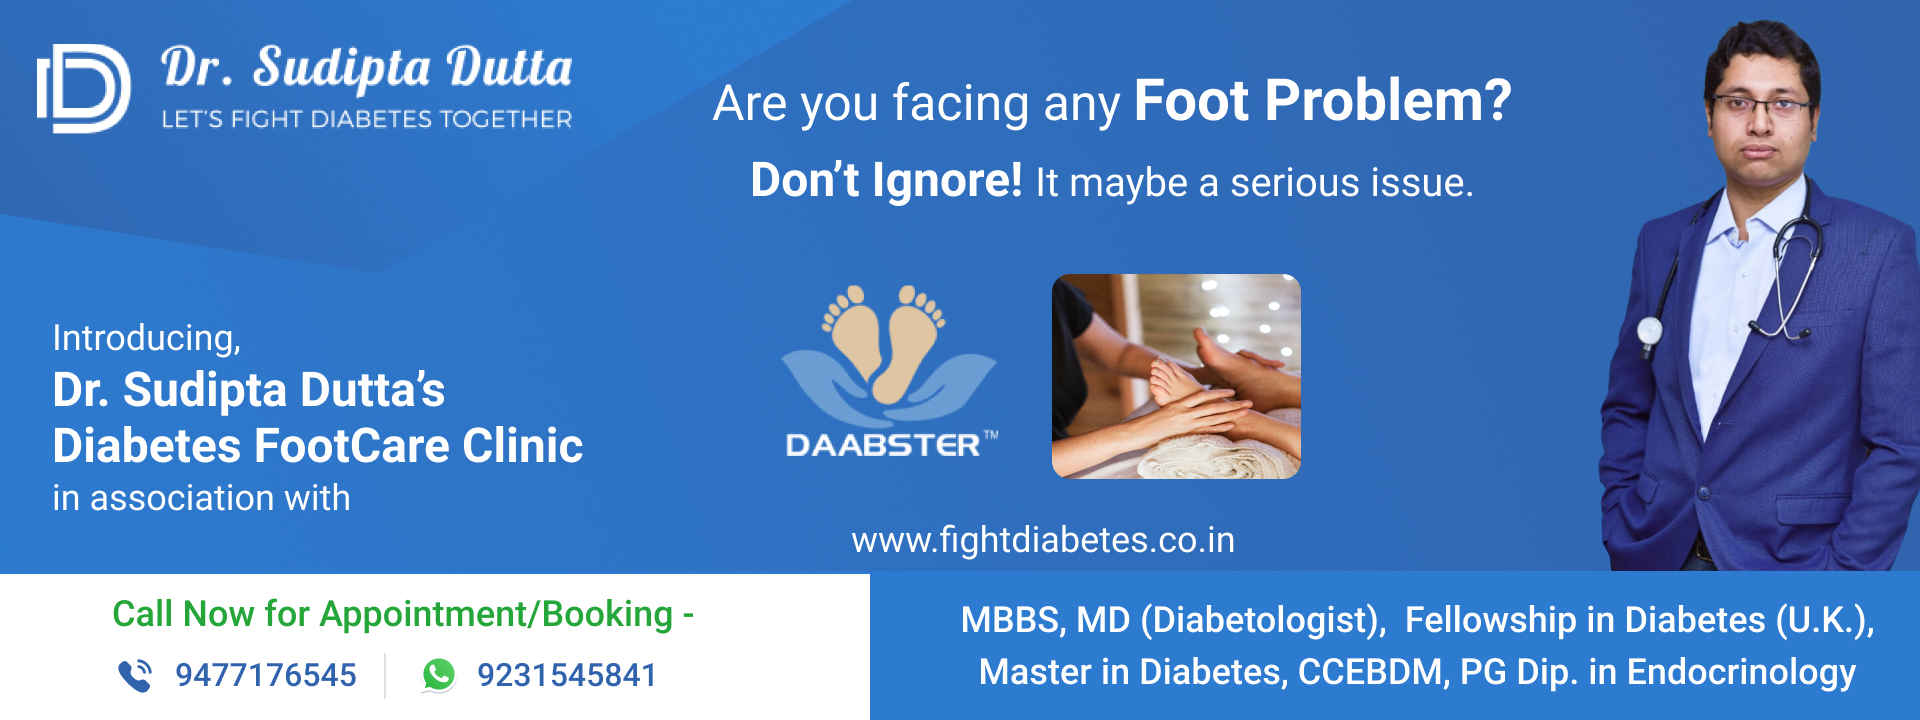 Dr. Sudipta Dutta
LET'S FIGHT DIABETES TOGETHER
Are you facing any Foot Problem?
Don't Ignore! It maybe a serious issue.
Introducing,
Dr. Sudipta Dutta's
Diabetes FootCare Clinic
in association with
DAABSTER™
www.fightdiabetes.co.in
Call Now for Appointment/Booking -
9477176545
9231545841
MBBS, MD (Diabetologist), Fellowship in Diabetes (U.K.),
Master in Diabetes, CCEBDM, PG Dip. in Endocrinology